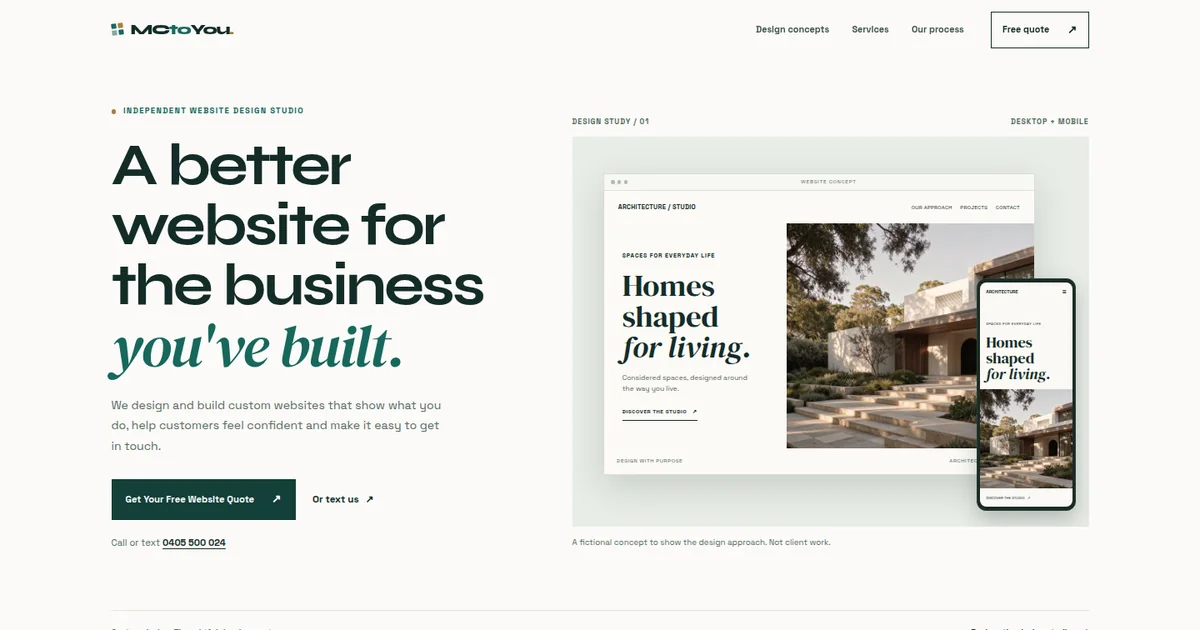 MCtoYou.
Design concepts
Services
Our process
Free quote ↗
INDEPENDENT WEBSITE DESIGN STUDIO
A better
website for
the business
you've built.
We design and build custom websites that show what you
do, help customers feel confident and make it easy to get
in touch.
Get Your Free Website Quote ↗
Or text us ↗
Call or text 0405 500 024
DESIGN STUDY / 01
DESKTOP + MOBILE
WEBSITE CONCEPT
ARCHITECTURE / STUDIO
OUR APPROACH
PROJECTS
CONTACT
SPACES FOR EVERYDAY LIFE
Homes
shaped
for living.
Considered spaces, designed around
the way you live.
DISCOVER THE STUDIO ↗
DESIGN WITH PURPOSE
ARCHITECTURE
SPACES FOR EVERYDAY LIFE
Homes
shaped
for living.
DISCOVER THE STUDIO ↗
A fictional concept to show the design approach. Not client work.